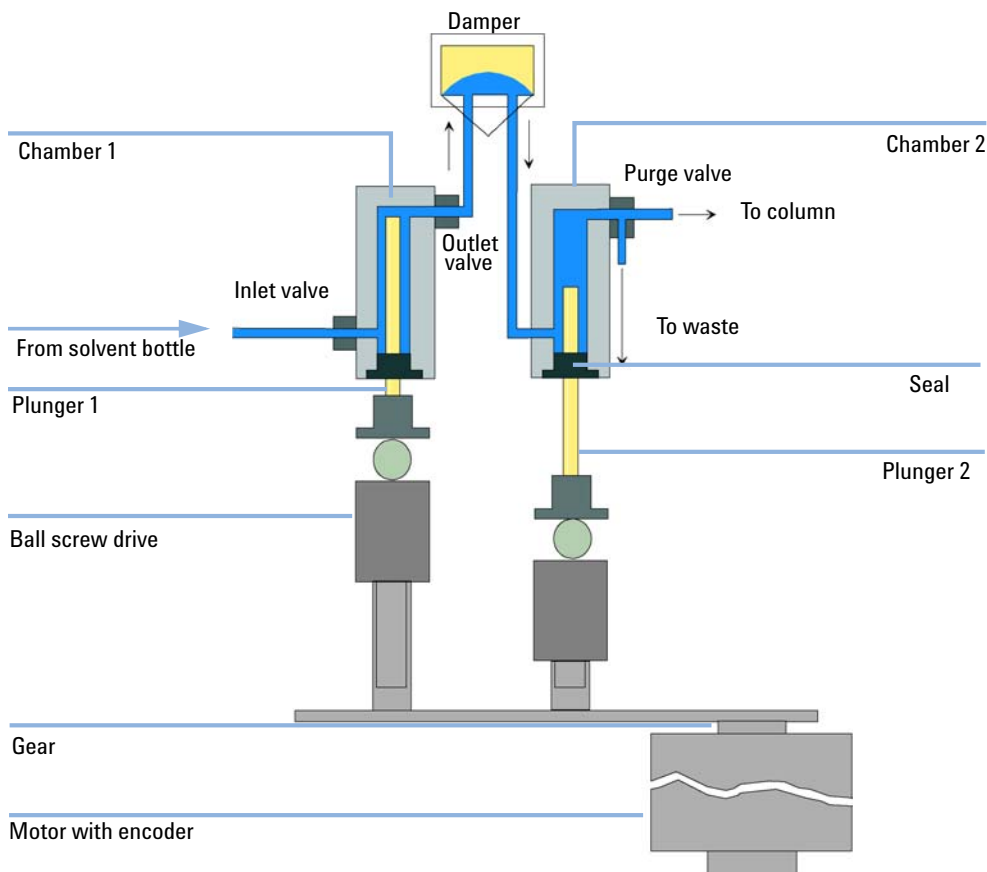 Damper
Chamber 1
Chamber 2
Purge valve
To column
Outlet
valve
Inlet valve
To waste
From solvent bottle
Seal
Plunger 1
Plunger 2
Ball screw drive
Gear
Motor with encoder